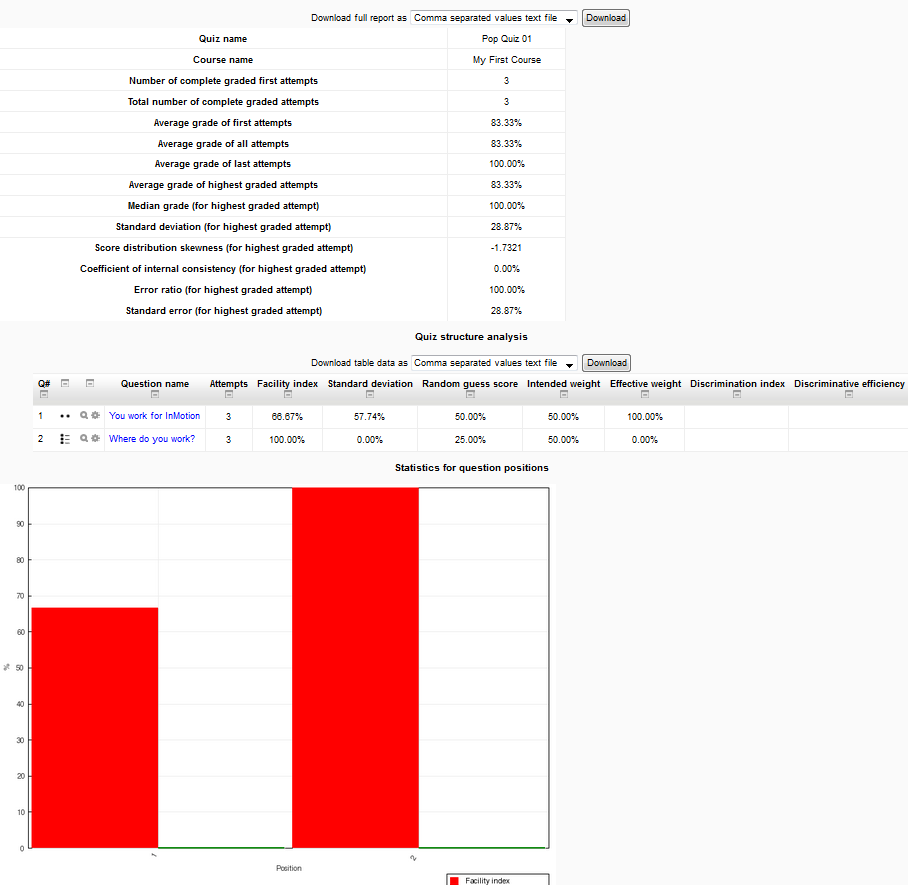 Download full report as Comma separated values text file Download
Quiz name Pop Quiz 01
Course name My First Course
Number of complete graded first attempts 3
Total number of complete graded attempts 3
Average grade of first attempts 83.33%
Average grade of all attempts 83.33%
Average grade of last attempts 100.00%
Average grade of highest graded attempts 83.33%
Median grade (for highest graded attempt) 100.00%
Standard deviation (for highest graded attempt) 28.87%
Score distribution skewness (for highest graded attempt) -1.7321
Coefficient of internal consistency (for highest graded attempt) 0.00%
Error ratio (for highest graded attempt) 100.00%
Standard error (for highest graded attempt) 28.87%
Quiz structure analysis
Download table data as Comma separated values text file Download
Q# Question name Attempts Facility index Standard deviation Random guess score Intended weight Effective weight Discrimination index Discriminative efficiency
1 You work for InMotion 3 66.67% 57.74% 50.00% 50.00% 100.00%
2 Where do you work? 3 100.00% 0.00% 25.00% 50.00% 0.00%
Statistics for question positions
100
90
80
70
60
% 50
40
30
20
10
0
1 2
Position
Facility index